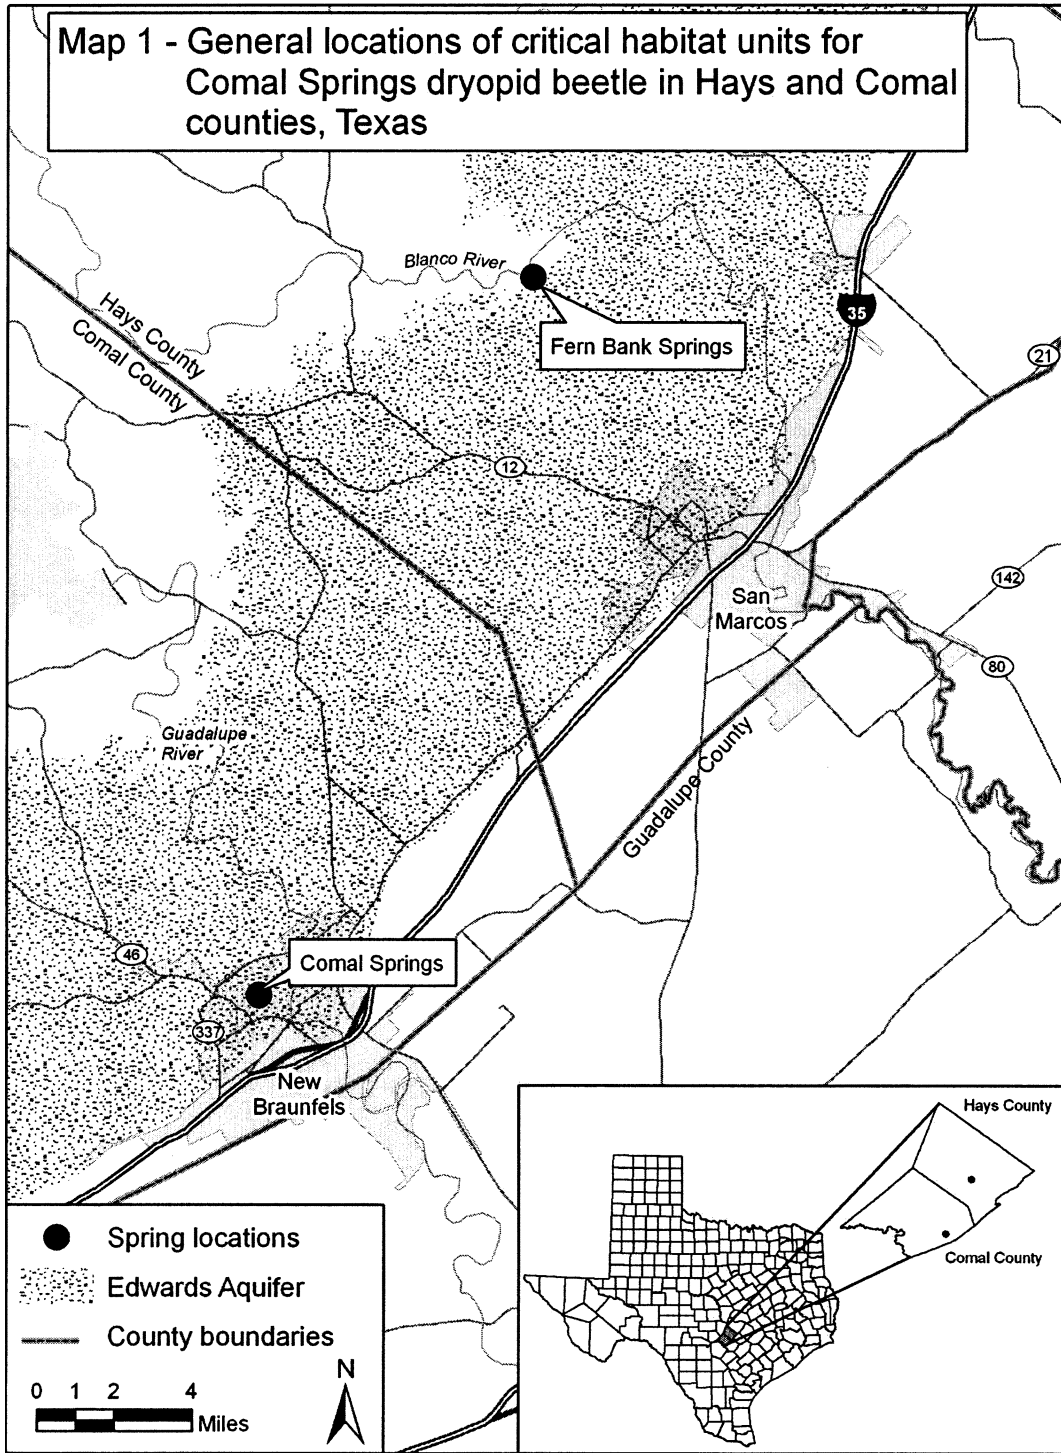 Map 1 - General locations of critical habitat units for
Comal Springs dryopid beetle in Hays and Comal
counties, Texas
Blanco River
Fern Bank Springs
35
Hays County
Comal County
21
12
142
San
Marcos
80
Guadalupe
River
Guadalupe County
46
Comal Springs
337
New
Braunfels
Hays County
Comal County
Spring locations
Edwards Aquifer
County boundaries
N
0 1 2 4
Miles